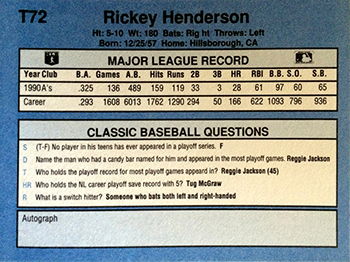 T72
Rickey Henderson
Ht: 5-10 Wt: 180 Bats: Right Throws: Left
Born: 12/25/57 Home: Hillsborough, CA
MAJOR LEAGUE RECORD
Year Club B.A. Games A.B. Hits Runs 2B 3B HR RBI B.B. S.O. S.B.
1990 A's .325 136 489 159 119 33 3 28 61 97 60 65
Career .293 1608 6013 1762 1290 294 50 166 622 1093 796 936
CLASSIC BASEBALL QUESTIONS
S (T-F) No player in his teens has ever appeared in a playoff series. F
D Name the man who had a candy bar named for him and appeared in the most playoff games. Reggie Jackson
T Who holds the playoff record for most playoff games appeared in? Reggie Jackson (45)
HR Who holds the NL career playoff save record with 5? Tug McGraw
R What is a switch hitter? Someone who bats both left and right-handed
Autograph